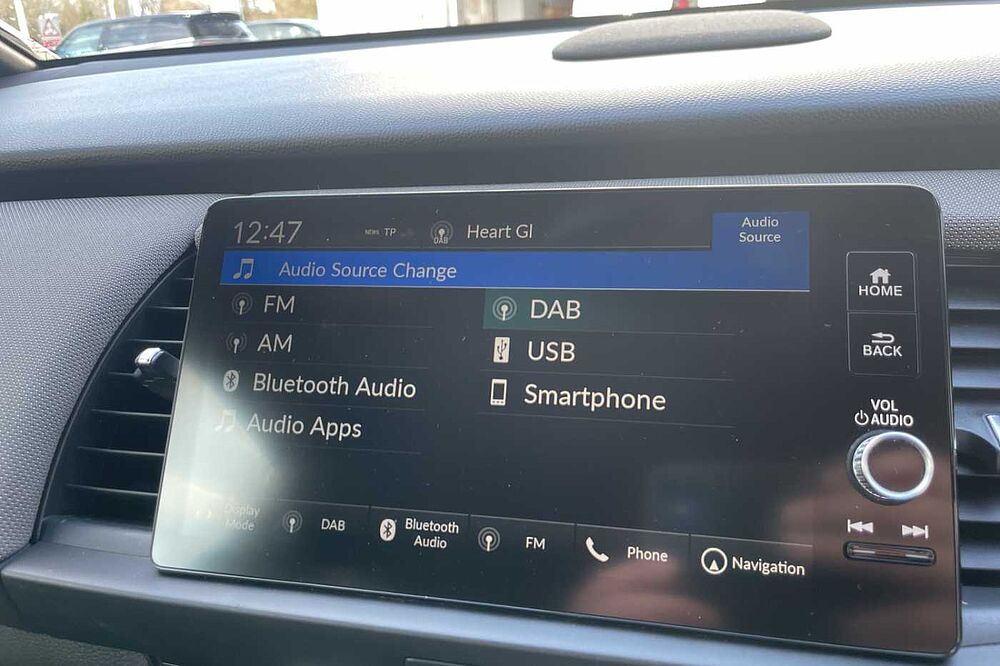 12:47
NEWS TP
DAB
Heart Gl
Audio
Source
Audio Source Change
FM
DAB
AM
USB
Bluetooth Audio
Smartphone
Audio Apps
Display
Mode
DAB
Bluetooth
Audio
FM
Phone
Navigation
HOME
BACK
VOL
AUDIO